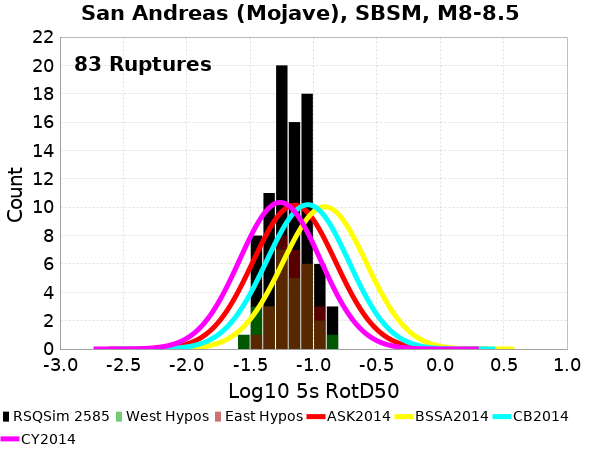 San Andreas (Mojave), SBSM, M8-8.5
83 Ruptures
22
20
18
16
14
12
10
8
6
4
2
0
Count
-3.0 -2.5 -2.0 -1.5 -1.0 -0.5 0.0 0.5 1.0
Log10 5s RotD50
RSQSim 2585 West Hypos East Hypos ASK2014 BSSA2014 CB2014
CY2014